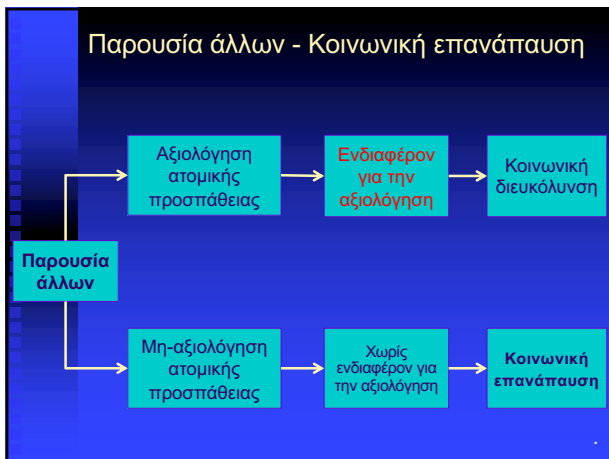 Παρουσία άλλων - Κοινωνική επανάπαυση
Αξιολόγηση
ατομικής
προσπάθειας
Ενδιαφέρον
για την
αξιολόγηση
Κοινωνική
διευκόλυνση
Παρουσία
άλλων
Μη-αξιολόγηση
ατομικής
προσπάθειας
Χωρίς
ενδιαφέρον για
την αξιολόγηση
Κοινωνική
επανάπαυση
.